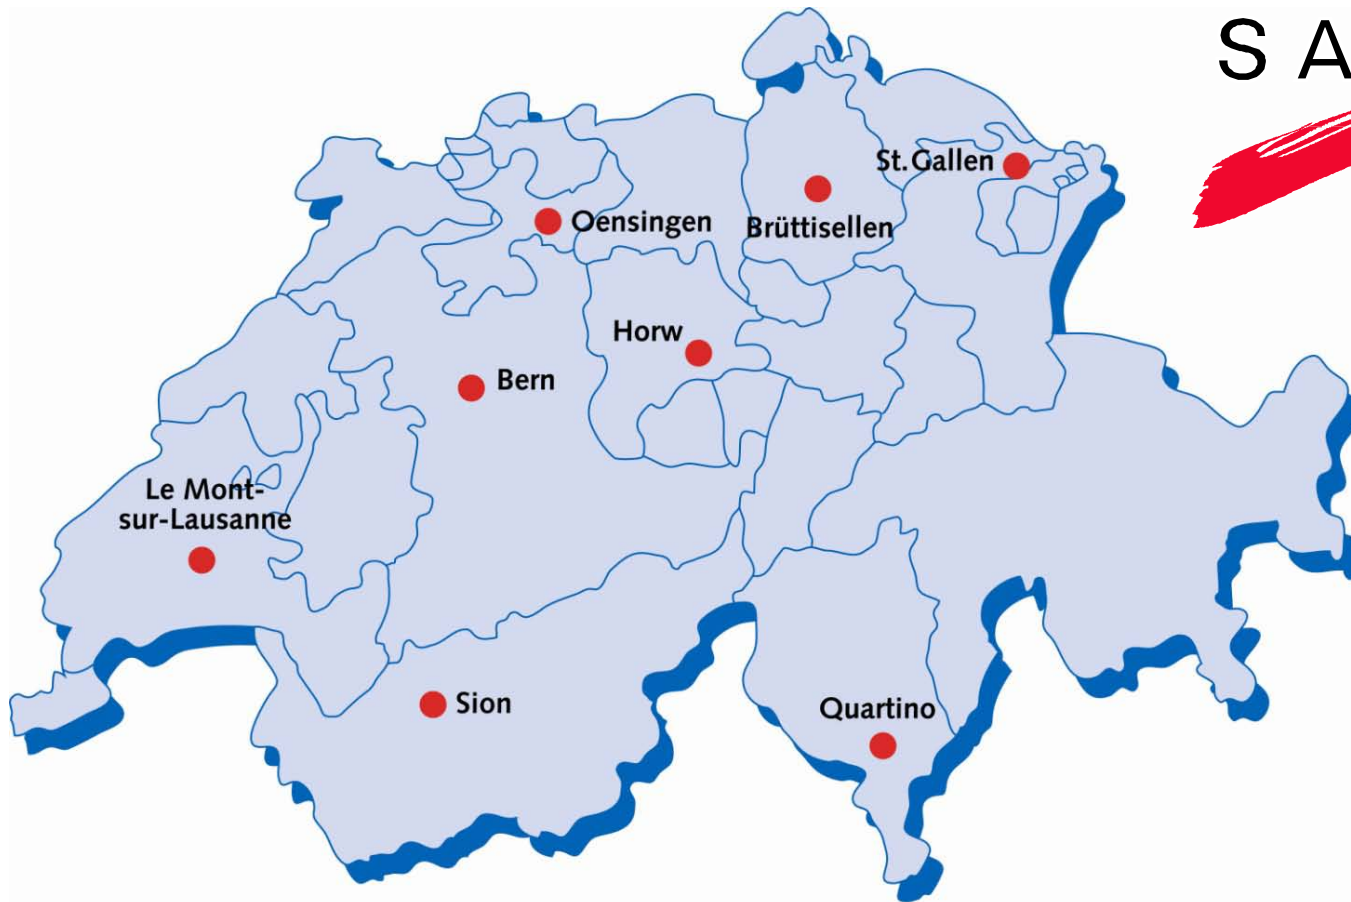 S A
St.Gallen
Oensingen
Brüttisellen
Horw
Bern
Le Mont-
sur-Lausanne
Sion
Quartino